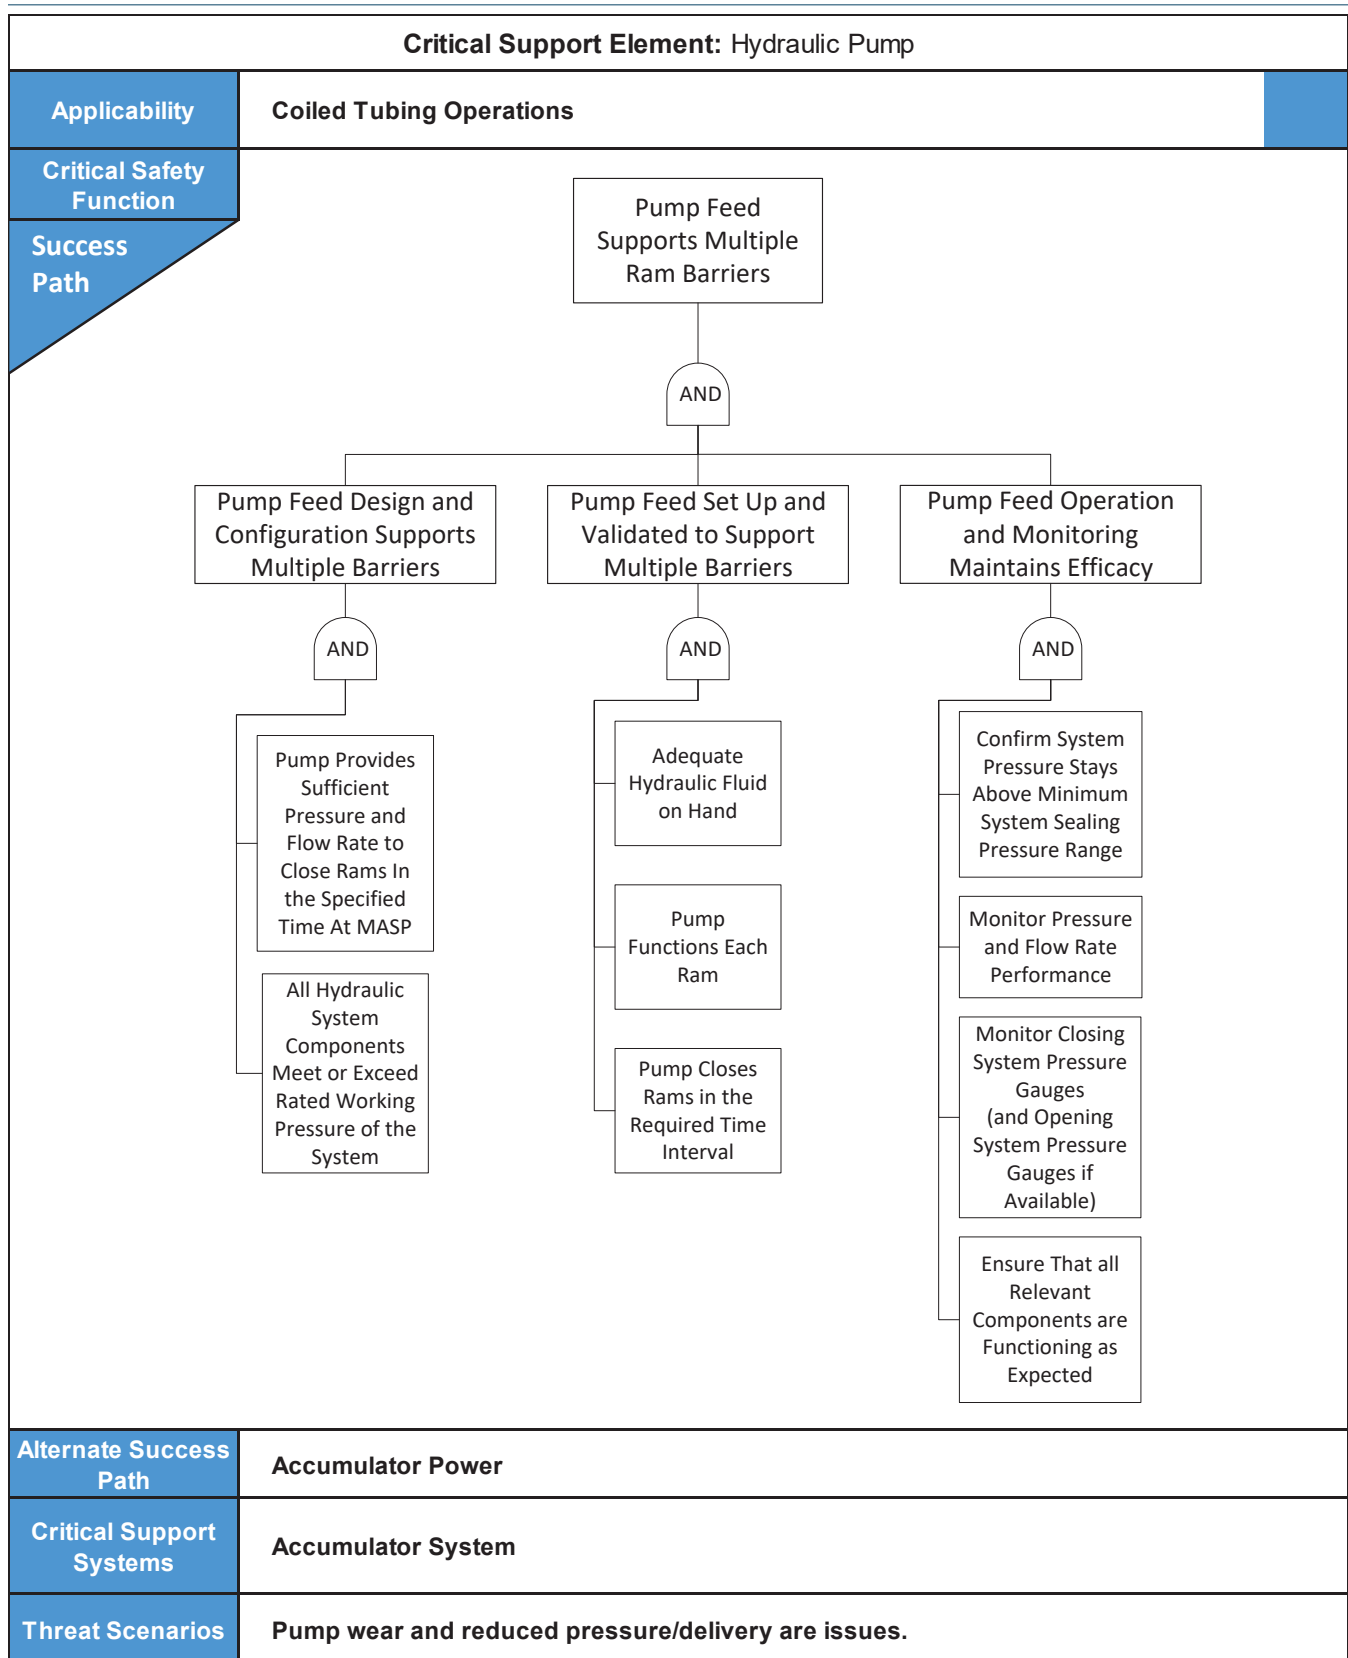 Critical Support Element: Hydraulic Pump
Applicability
Coiled Tubing Operations
Critical Safety
Function
Success
Path
Pump Feed
Supports Multiple
Ram Barriers
AND
Pump Feed Design and
Configuration Supports
Multiple Barriers
Pump Feed Set Up and
Validated to Support
Multiple Barriers
Pump Feed Operation
and Monitoring
Maintains Efficacy
AND
AND
AND
Pump Provides
Sufficient
Pressure and
Flow Rate to
Close Rams In
the Specified
Time At MASP
All Hydraulic
System
Components
Meet or Exceed
Rated Working
Pressure of the
System
Adequate
Hydraulic Fluid
on Hand
Pump
Functions Each
Ram
Pump Closes
Rams in the
Required Time
Interval
Confirm System
Pressure Stays
Above Minimum
System Sealing
Pressure Range
Monitor Pressure
and Flow Rate
Performance
Monitor Closing
System Pressure
Gauges
(and Opening
System Pressure
Gauges if
Available)
Ensure That all
Relevant
Components are
Functioning as
Expected
Alternate Success
Path
Accumulator Power
Critical Support
Systems
Accumulator System
Threat Scenarios
Pump wear and reduced pressure/delivery are issues.